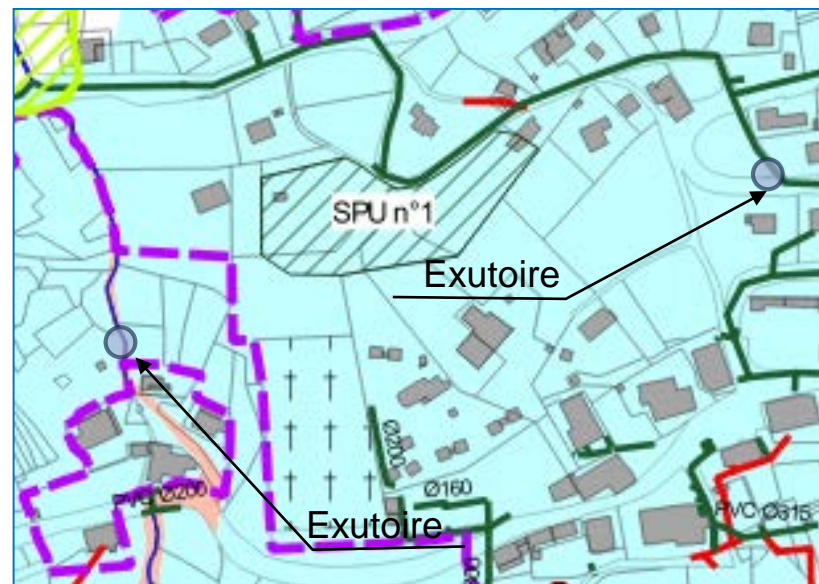 SPU n°1
Exutoire
Ø200
Ø160
PVC Ø200
PVC Ø315
Exutoire